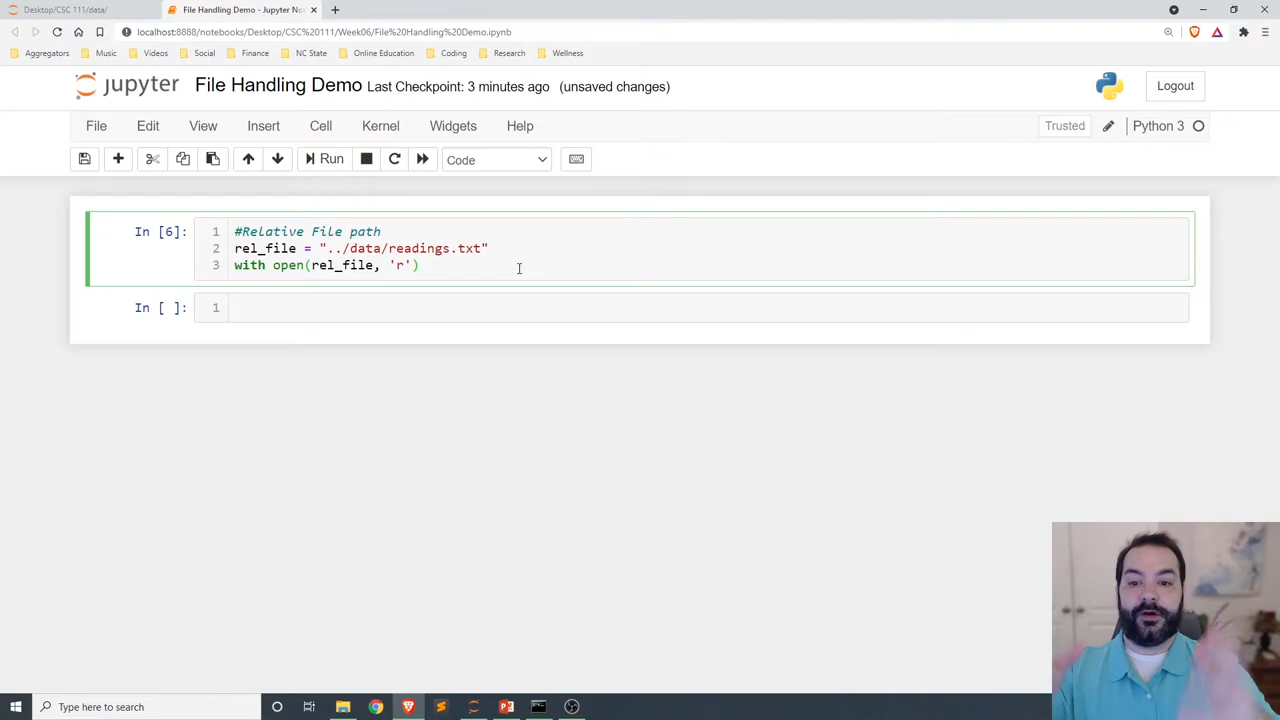 Desktop/CSC 111/data/
File Handling Demo - Jupyter No
localhost:8888/notebooks/Desktop/CSC%20111/Week06/File%20Handling%20Demo.ipynb
Aggregators Music Videos Social Finance NC State Online Education Coding Research Wellness
jupyter File Handling Demo Last Checkpoint: 3 minutes ago (unsaved changes) Logout
File Edit View Insert Cell Kernel Widgets Help Trusted Python 3
Run Code
In [6]: 1 #Relative File path
2 rel_file = "../data/readings.txt"
3 with open(rel_file, 'r')
In [ ]: 1
Type here to search